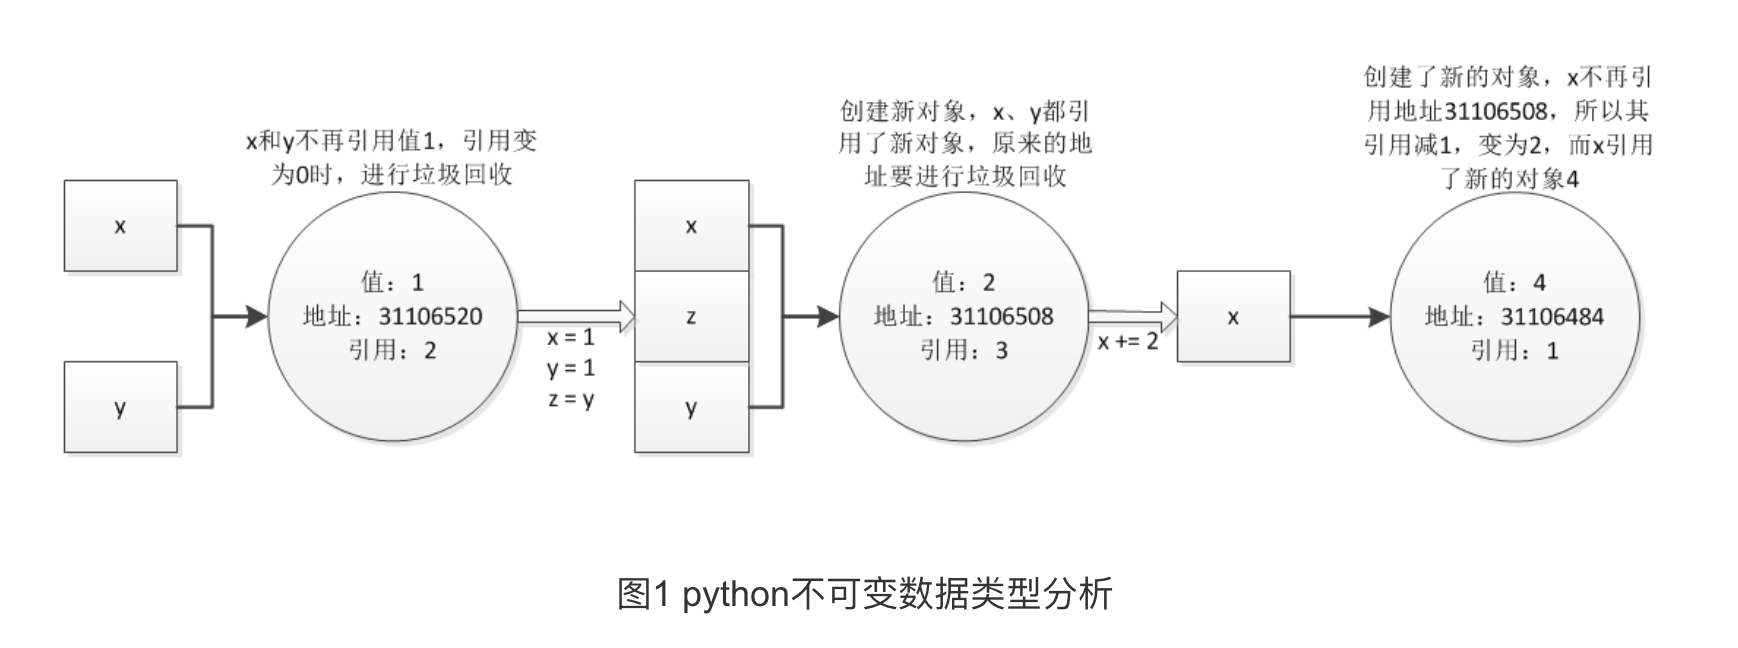 x和y不再引用值1，引用变
为0时，进行垃圾回收
x
y
值：1
地址：31106520
引用：2
x = 1
y = 1
z = y
x
z
y
创建新对象，x、y都引
用了新对象，原来的地
址要进行垃圾回收
值：2
地址：31106508
引用：3
x += 2
x
创建了新的对象，x不再引
用地址31106508，所以其
引用减1，变为2，而x引用
了新的对象4
值：4
地址：31106484
引用：1
图1 python不可变数据类型分析